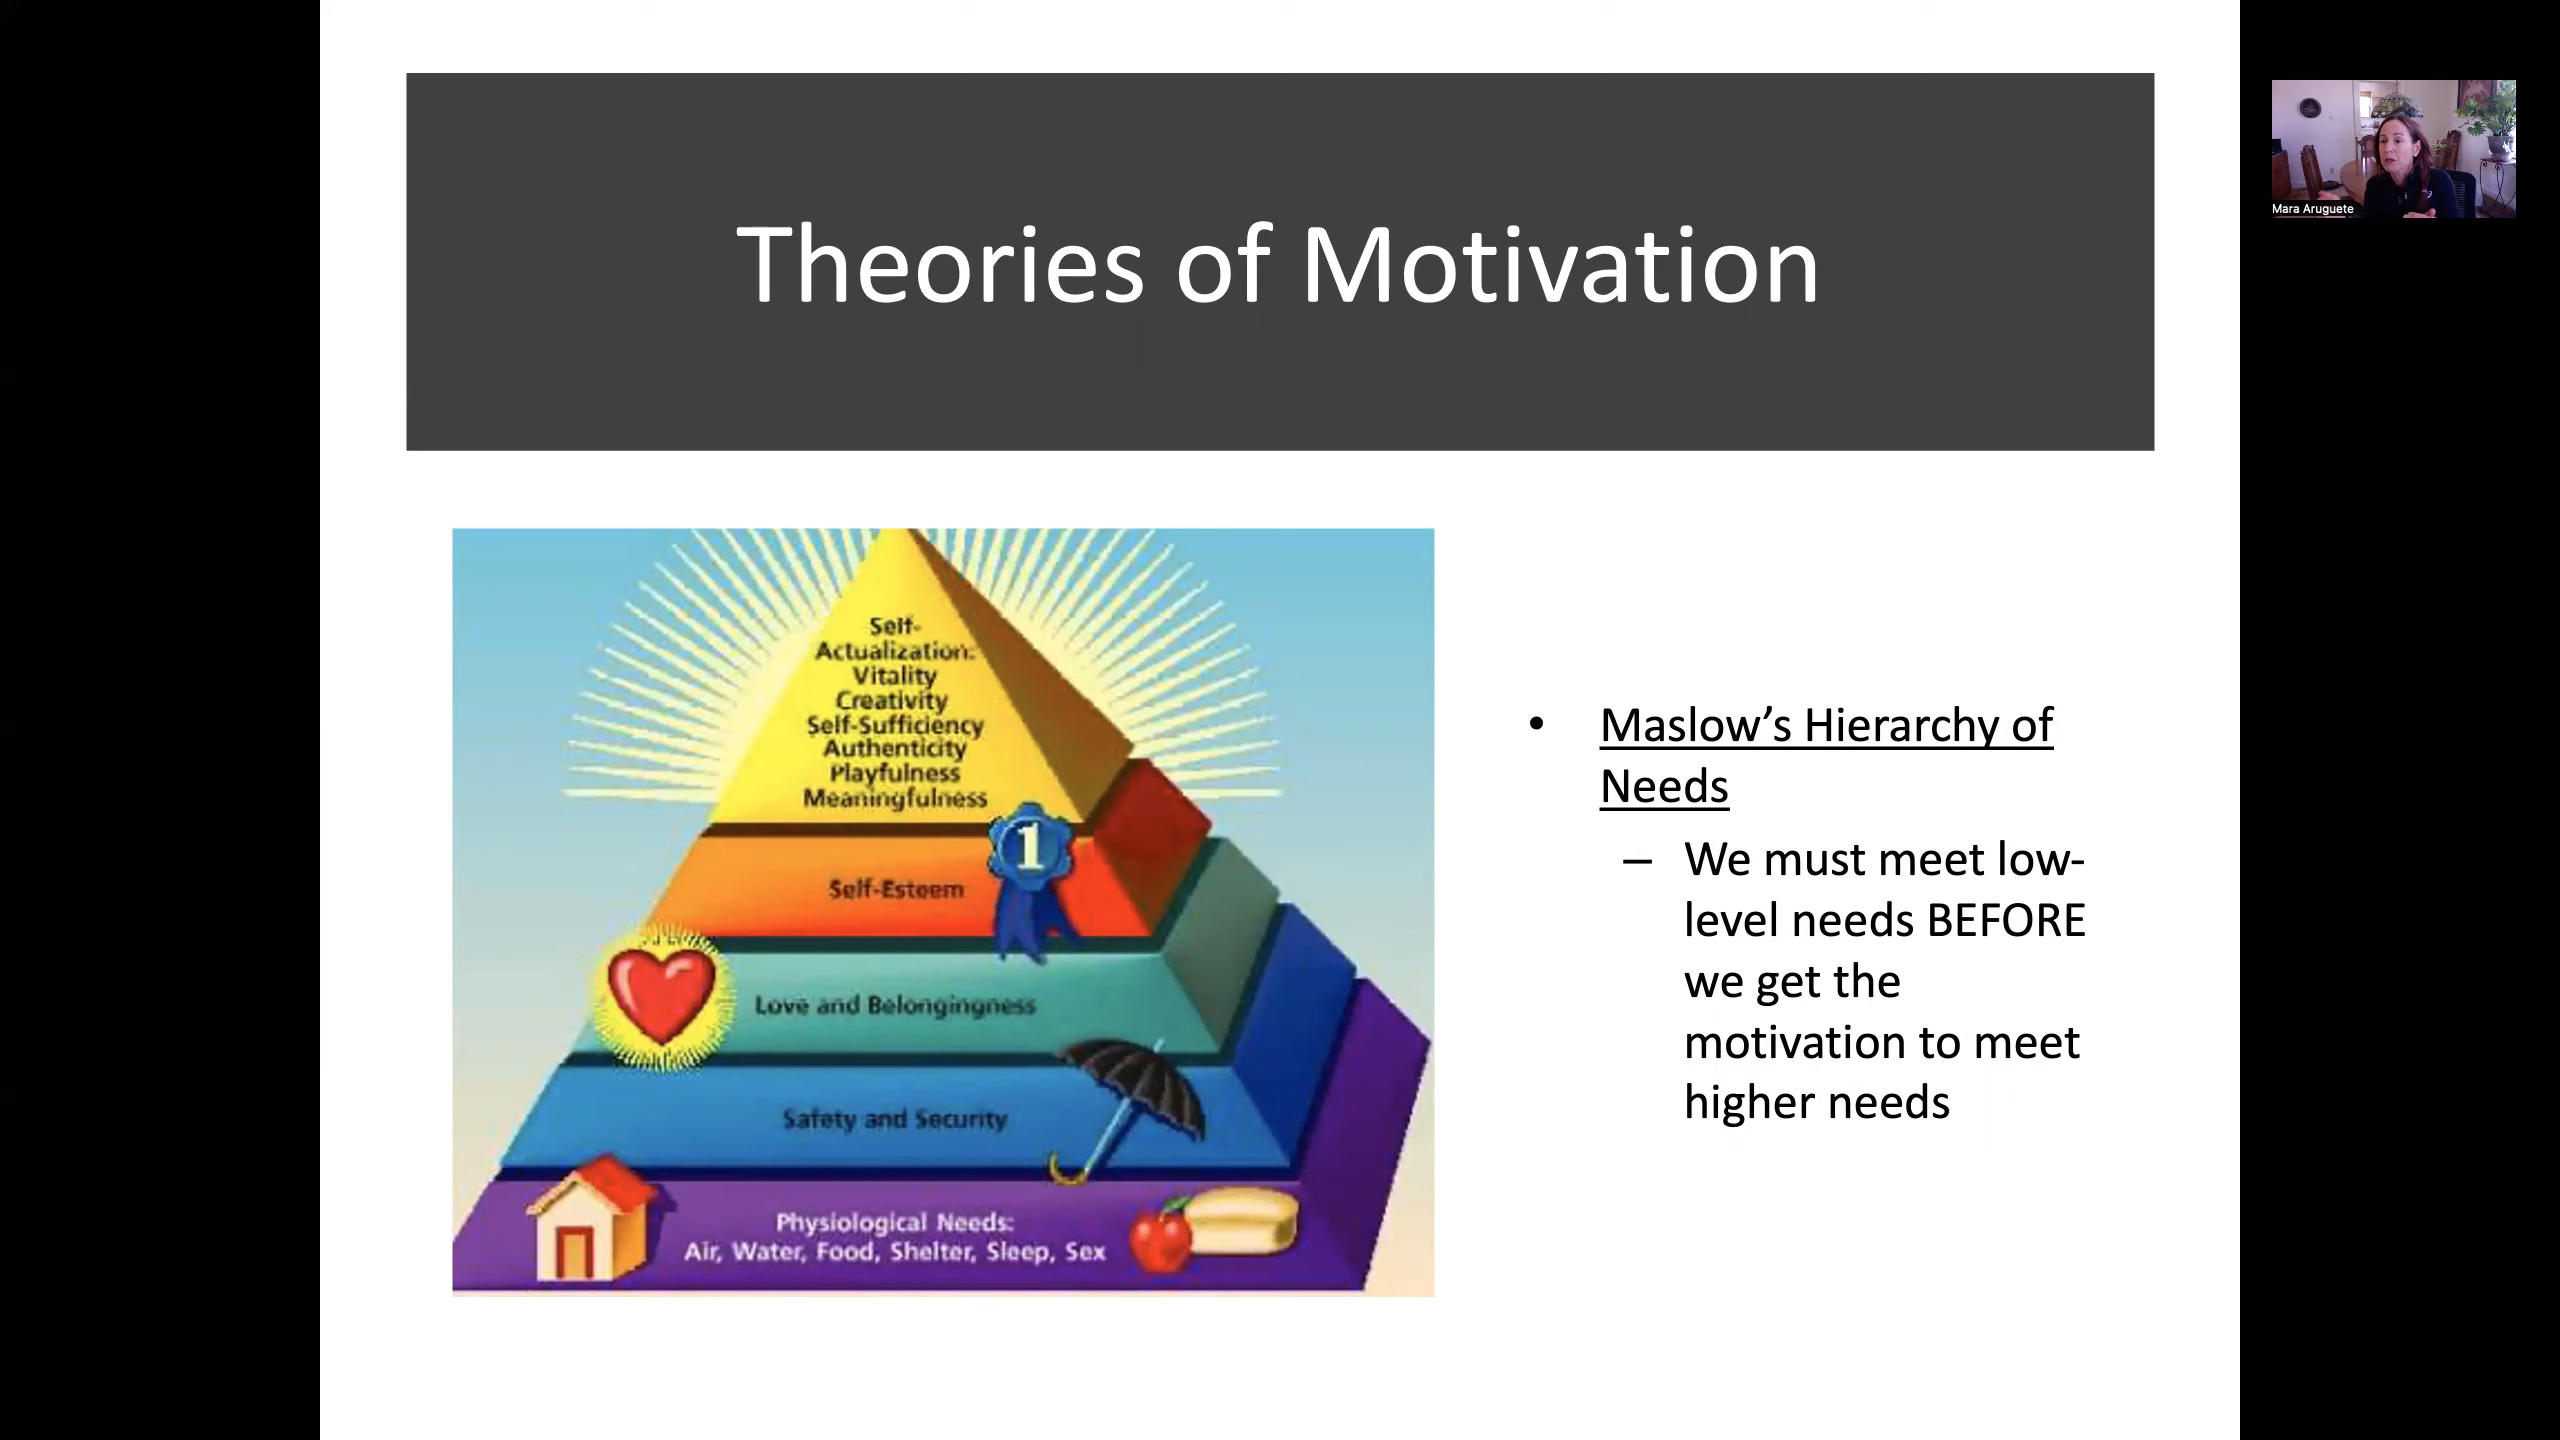 Theories of Motivation
Mara Aruguete
Self-
Actualization:
Vitality
Creativity
Self-Sufficiency
Authenticity
Playfulness
Meaningfulness
1
Self-Esteem
Love and Belongingness
Safety and Security
Physiological Needs:
Air, Water, Food, Shelter, Sleep, Sex
• Maslow’s Hierarchy of
Needs
– We must meet low-
level needs BEFORE
we get the
motivation to meet
higher needs